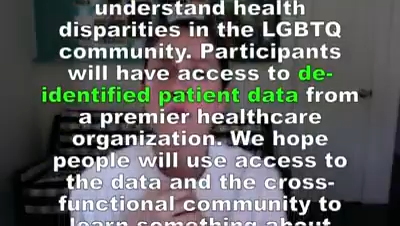 understand health
disparities in the LGBTQ
community. Participants
will have access to de-
identified patient data from
a premier healthcare
organization. We hope
people will use access to
the data and the cross-
functional community to
learn something about